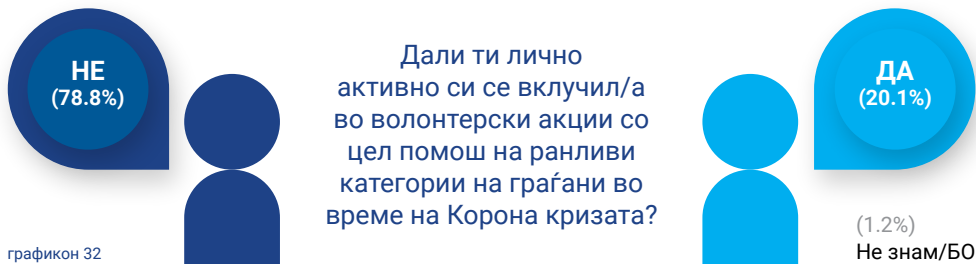 НЕ
(78.8%)
Дали ти лично
активно си се вклучил/а
во волонтерски акции со
цел помош на ранливи
категории на граѓани во
време на Корона кризата?
ДА
(20.1%)
(1.2%)
Не знам/БО
графикон 32